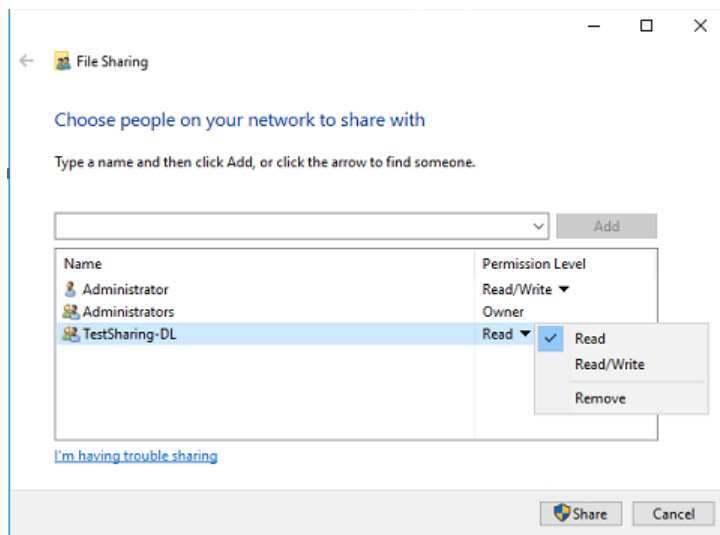 File Sharing
Choose people on your network to share with
Type a name and then click Add, or click the arrow to find someone.
Add
Name Permission Level
Administrator Read/Write
Administrators Owner
TestSharing-DL Read
Read
Read/Write
Remove
I'm having trouble sharing
Share Cancel